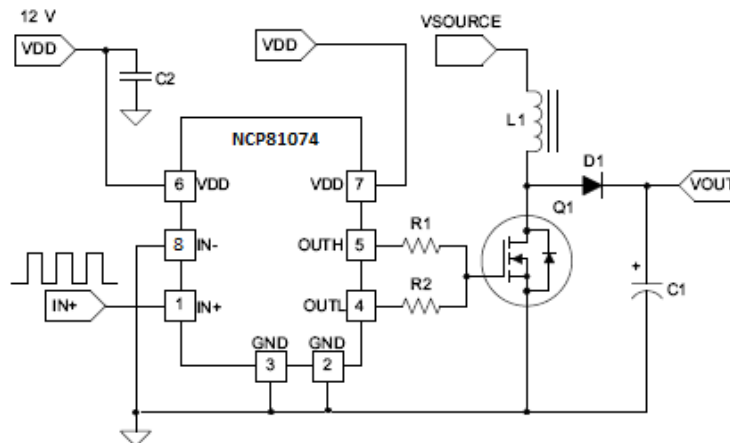 12 V
VDD
C2
VDD
VSOURCE
L1
NCP81074
D1
VOUT
6 VDD
VDD 7
Q1
R1
8 IN-
OUTH 5
R2
+
C1
IN+
1 IN+
OUTL 4
GND
GND
3
2